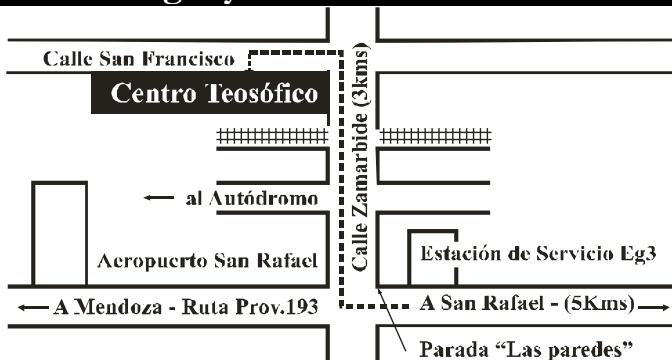 Calle San Francisco
Centro Teosófico
Calle Zamarbide (3kms)
al Autódromo
Aeropuerto San Rafael
Estación de Servicio Eg3
A Mendoza - Ruta Prov.193
A San Rafael - (5Kms)
Parada “Las paredes”